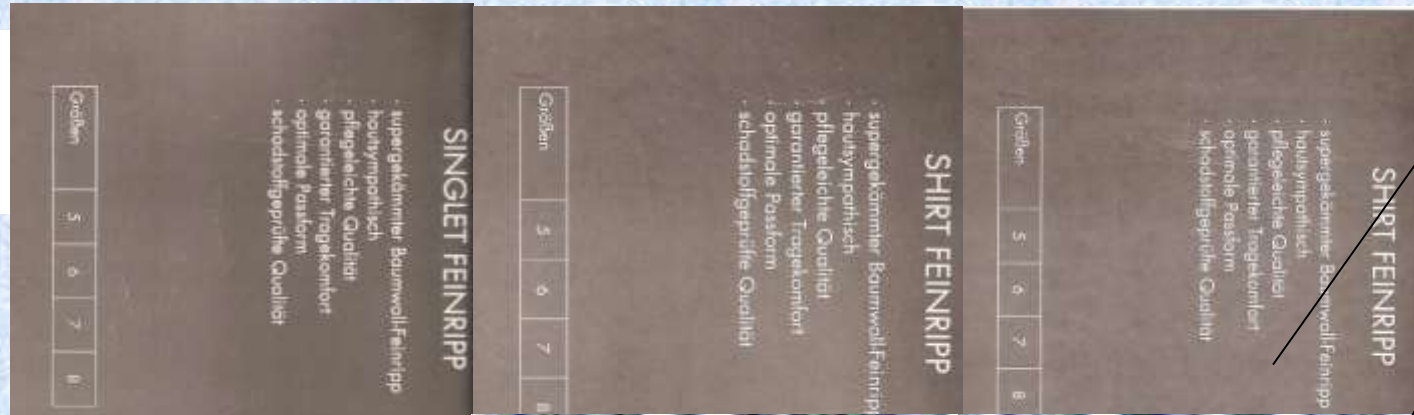 SINGLET FEINRIPP
· supergekämmter Baumwoll-Feinripp
· hautsympathisch
· pflegeleichte Qualität
· garantierter Tragekomfort
· optimale Passform
· schadstoffgeprüfte Qualität
Größen 5 6 7 8
SHIRT FEINRIPP
· supergekämmter Baumwoll-Feinripp
· hautsympathisch
· pflegeleichte Qualität
· garantierter Tragekomfort
· optimale Passform
· schadstoffgeprüfte Qualität
Größen 5 6 7 8
SHIRT FEINRIPP
· supergekämmter Baumwoll-Feinripp
· hautsympathisch
· pflegeleichte Qualität
· garantierter Tragekomfort
· optimale Passform
· schadstoffgeprüfte Qualität
Größen 5 6 7 8